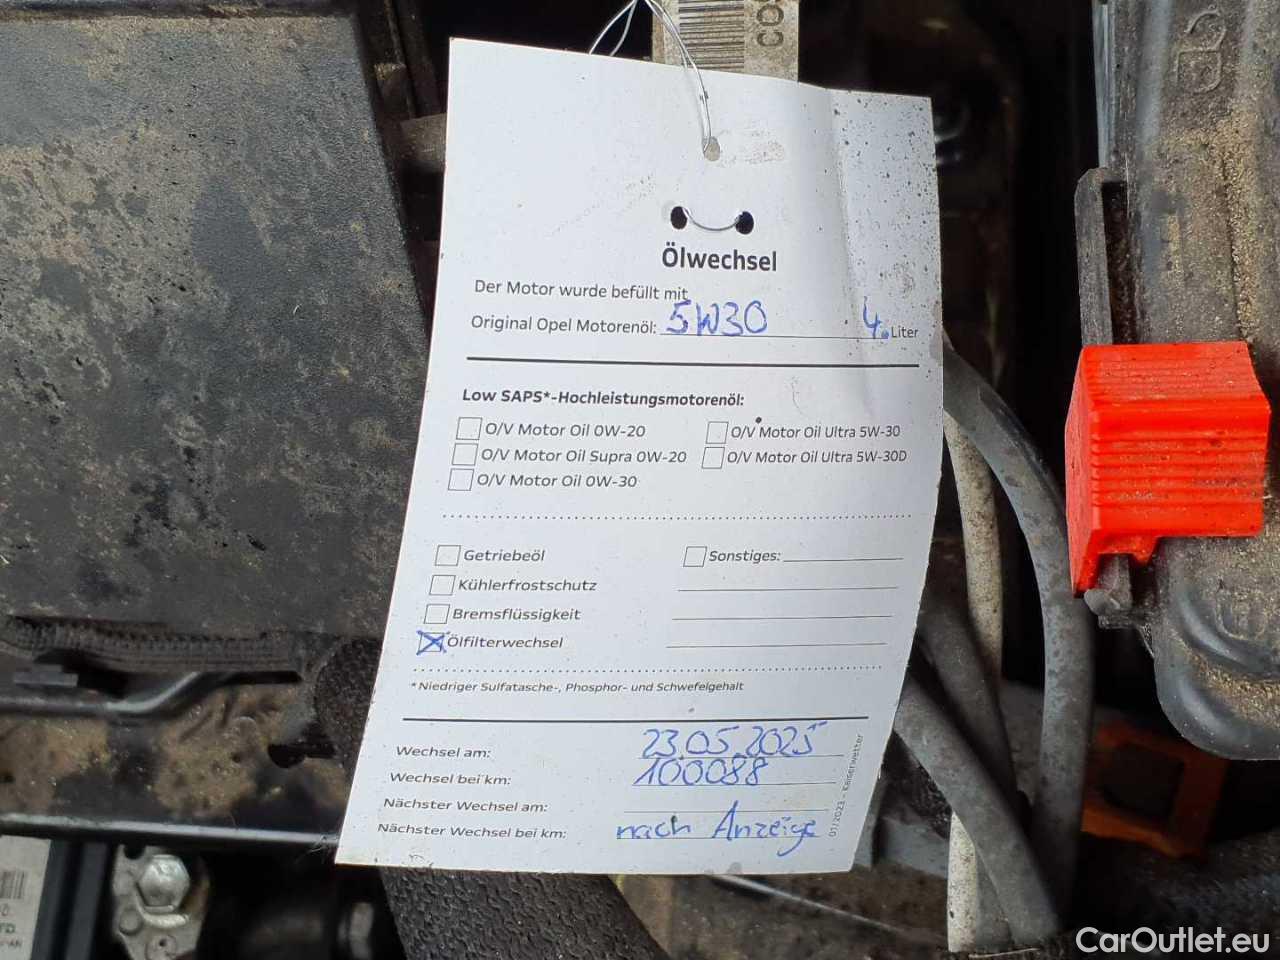 Ölwechsel
Der Motor wurde befüllt mit
Original Opel Motorenöl: 5W30 4. Liter
Low SAPS*-Hochleistungsmotorenöl:
O/V Motor Oil 0W-20 O/V Motor Oil Ultra 5W-30
O/V Motor Oil Supra 0W-20 O/V Motor Oil Ultra 5W-30D
O/V Motor Oil 0W-30
Getriebeöl Sonstiges:
Kühlerfrostschutz
Bremsflüssigkeit
Ölfilterwechsel
*Niedriger Sulfatasche-, Phosphor- und Schwefelgehalt
Wechsel am: 23.05.2025
Wechsel bei km: 100088
Nächster Wechsel am:
Nächster Wechsel bei km: nach Anzeige
01/2023 - Kaiserwetter
CarOutlet.eu